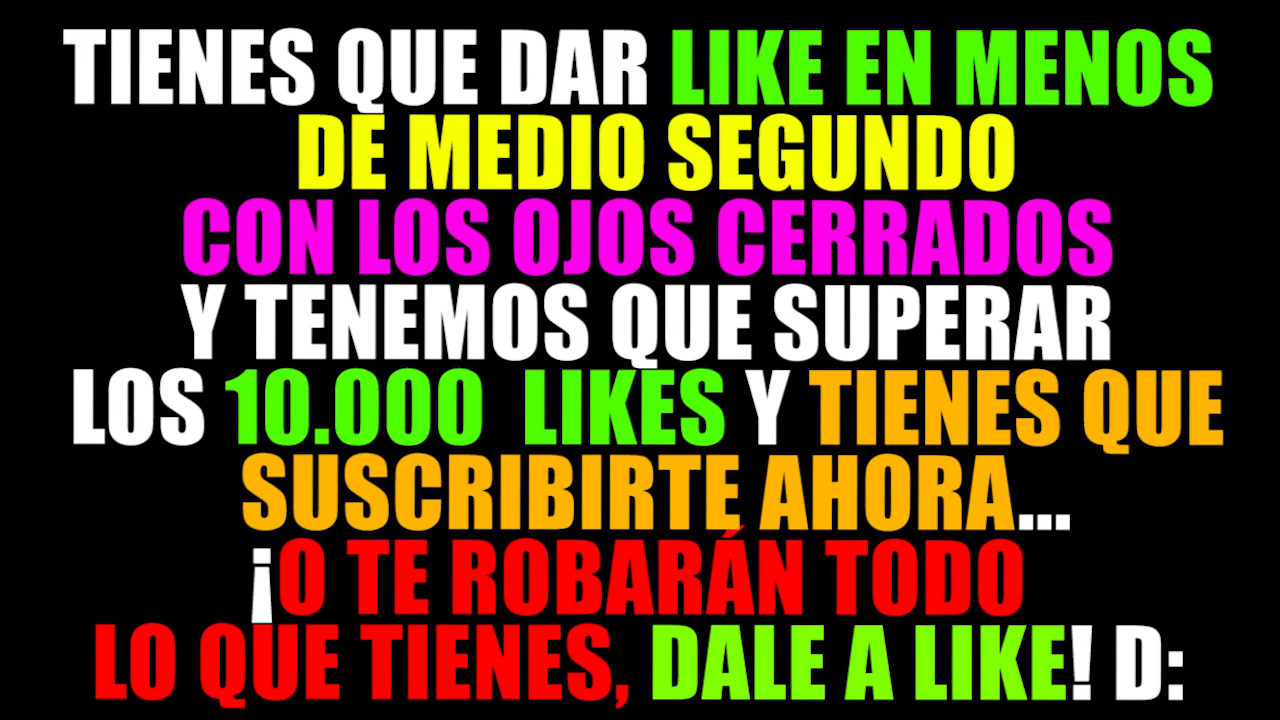 TIENES QUE DAR LIKE EN MENOS
DE MEDIO SEGUNDO
CON LOS OJOS CERRADOS
Y TENEMOS QUE SUPERAR
LOS 10.000 LIKES Y TIENES QUE
SUSCRIBIRTE AHORA...
¡O TE ROBARÁN TODO
LO QUE TIENES, DALE A LIKE! D: